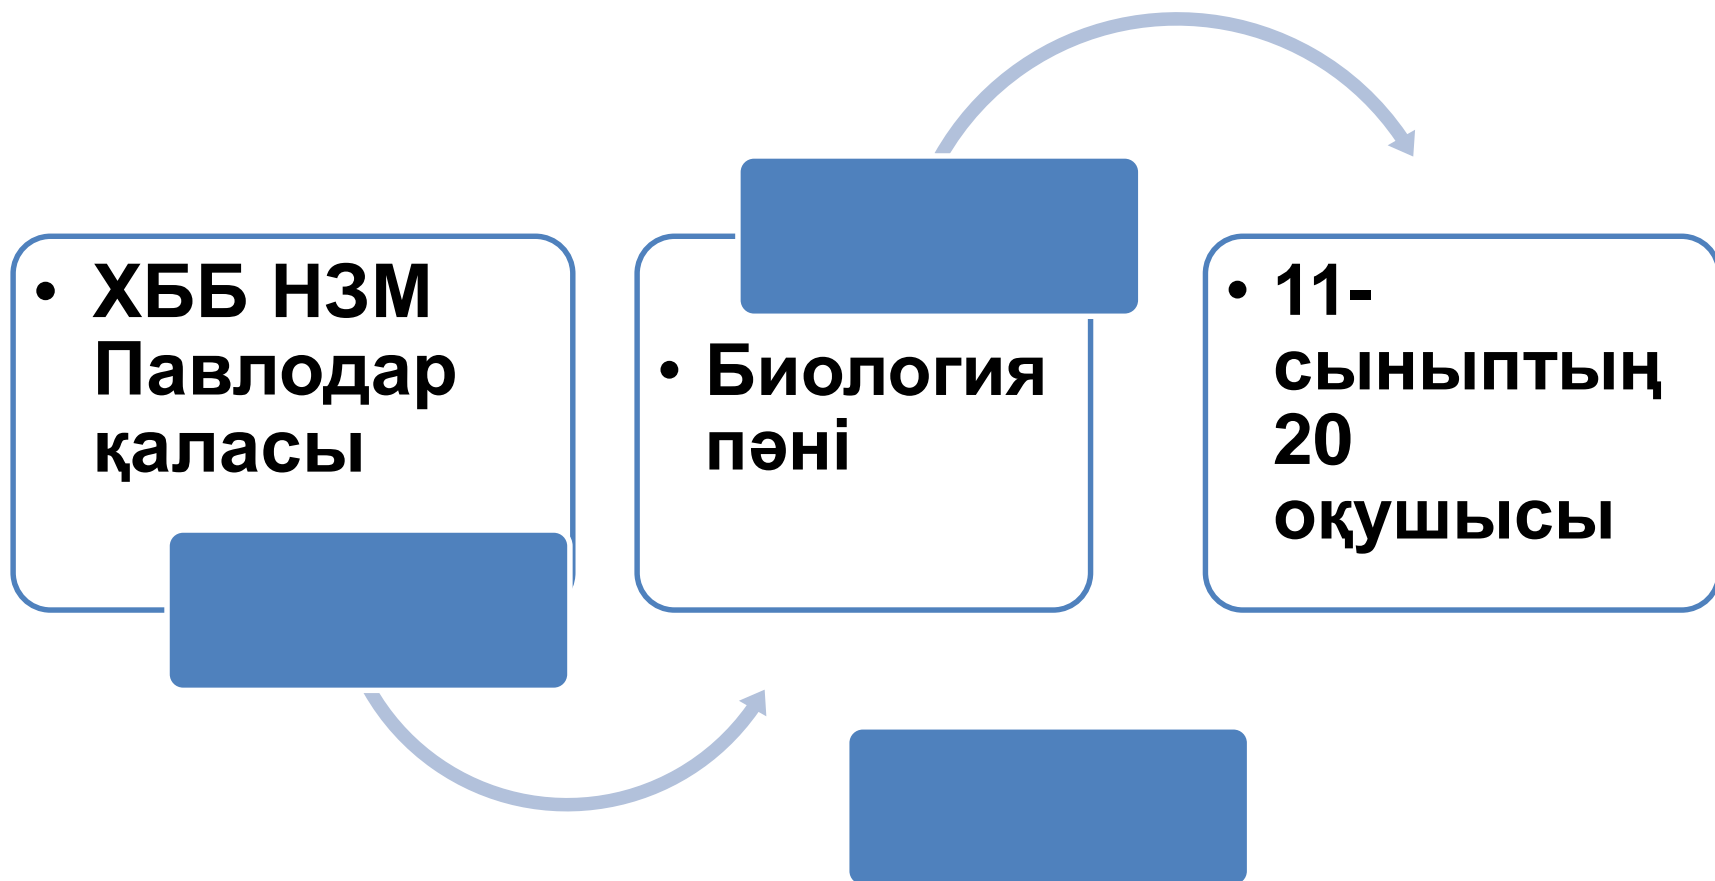 • ХББ НЗМ
Павлодар
қаласы
• Биология
пәні
• 11-
сыныптың
20
оқушысы